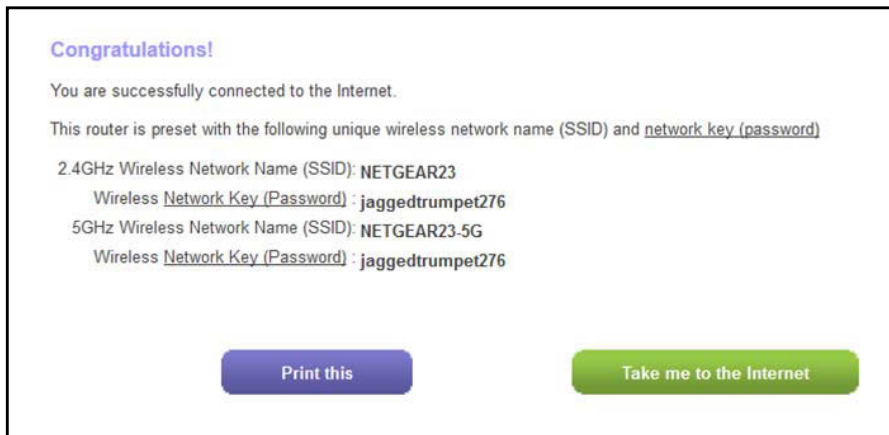 Congratulations!
You are successfully connected to the Internet.
This router is preset with the following unique wireless network name (SSID) and network key (password)
2.4GHz Wireless Network Name (SSID): NETGEAR23
Wireless Network Key (Password) : jaggedtrumpet276
5GHz Wireless Network Name (SSID): NETGEAR23-5G
Wireless Network Key (Password) : jaggedtrumpet276
Print this
Take me to the Internet